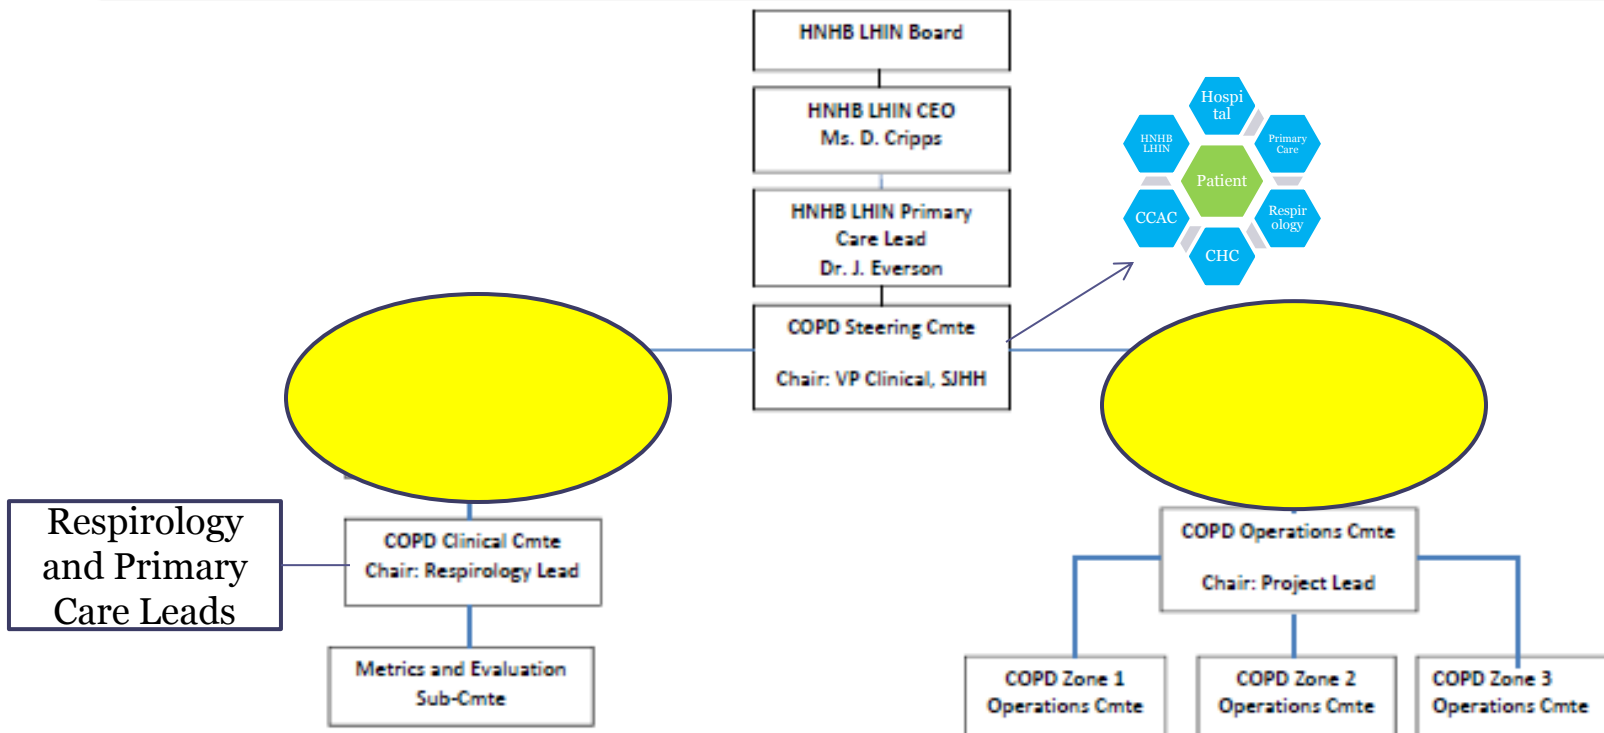 HNHB LHIN Board
HNHB LHIN CEO
Ms. D. Cripps
HNHB LHIN Primary
Care Lead
Dr. J. Everson
COPD Steering Cmte
Chair: VP Clinical, SJHH
Hospi
tal
HNHB
LHIN
Primary
Care
Patient
CCAC
Respir
ology
CHC
Respirology
and Primary
Care Leads
COPD Clinical Cmte
Chair: Respirology Lead
Metrics and Evaluation
Sub-Cmte
COPD Operations Cmte
Chair: Project Lead
COPD Zone 1
Operations Cmte
COPD Zone 2
Operations Cmte
COPD Zone 3
Operations Cmte